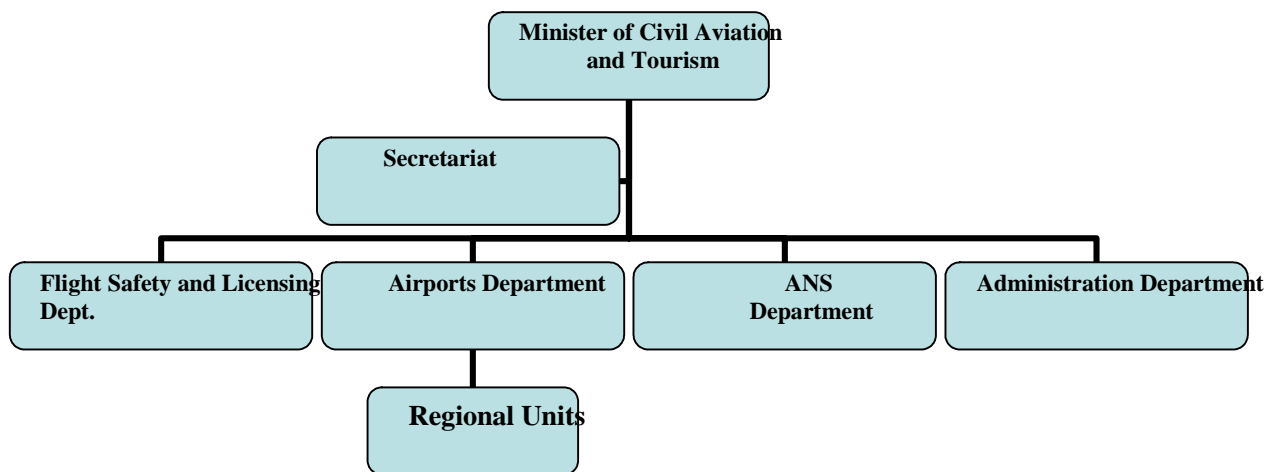 Minister of Civil Aviation
and Tourism
Secretariat
Flight Safety and Licensing
Dept.
Airports Department
ANS
Department
Administration Department
Regional Units